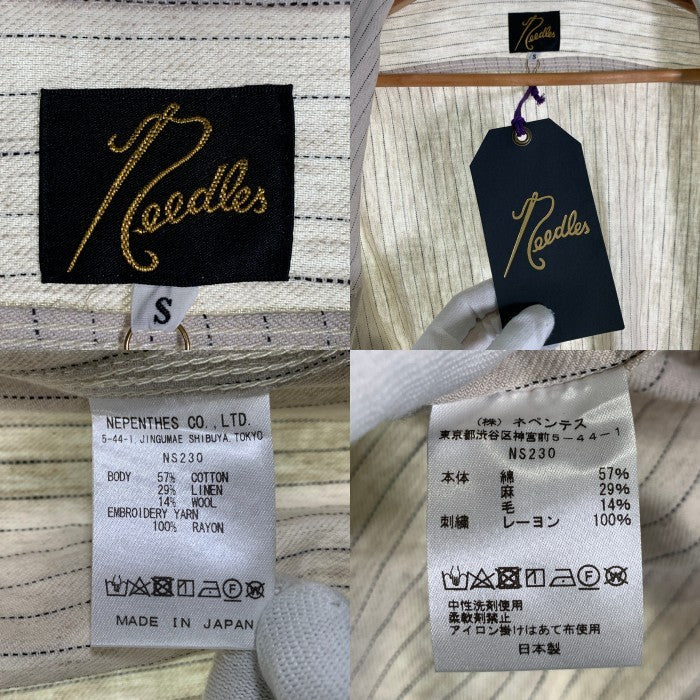 Needles
S
Needles
S
Needles
NEPENTHES CO., LTD.
5-44-1, JINGUMAE SHIBUYA, TOKYO
NS230
BODY 57% COTTON
29% LINEN
14% WOOL
EMBROIDERY YARN
100% RAYON
MADE IN JAPAN
(株) ネペンテス
東京都渋谷区神宮前5-44-1
NS230
本体 綿 57%
麻 29%
毛 14%
刺繍 レーヨン 100%
中性洗剤使用
柔軟剤禁止
アイロン掛けはあて布使用
日本製